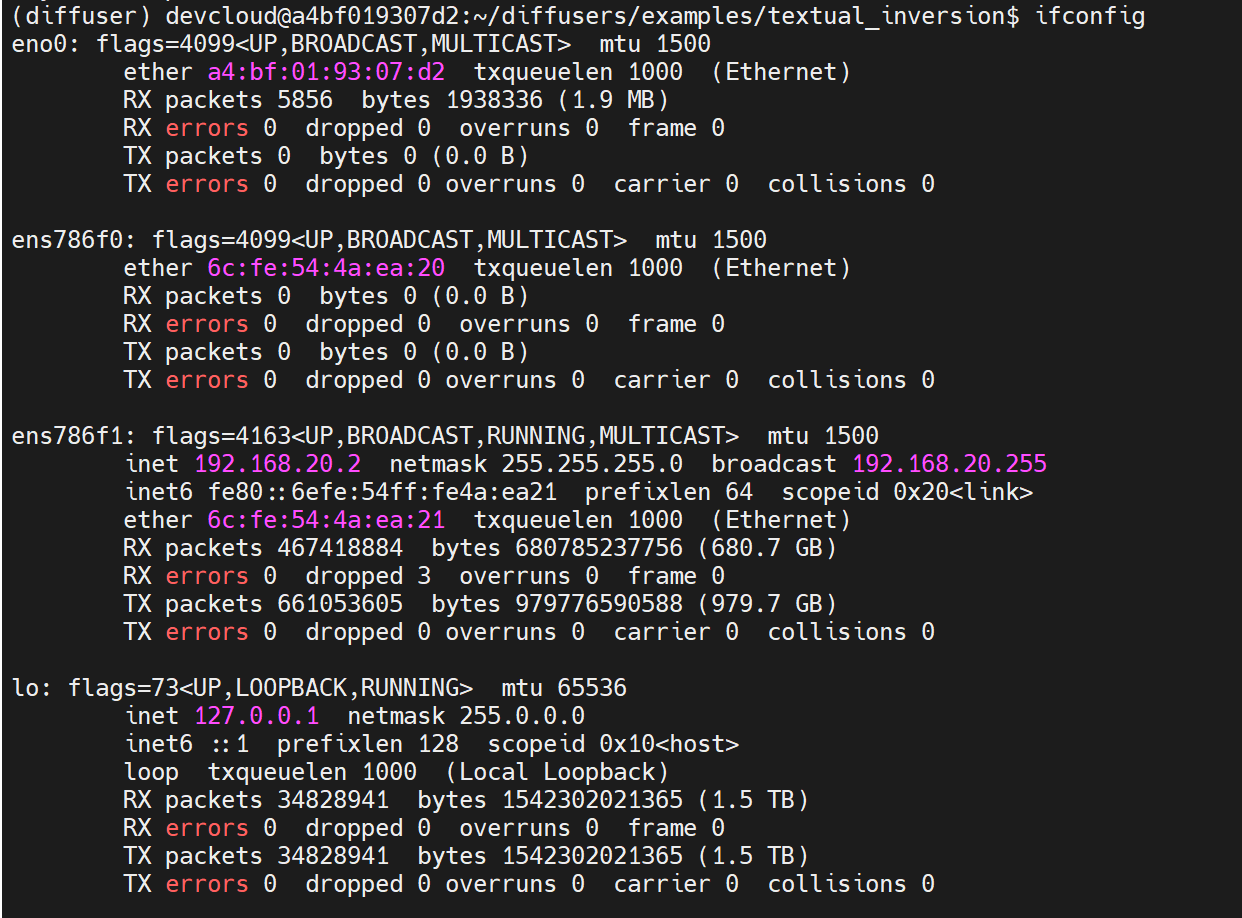 (diffuser) devcloud@a4bf019307d2:~/diffusers/examples/textual_inversion$ ifconfig
eno0: flags=4099<UP,BROADCAST,MULTICAST>  mtu 1500
        ether a4:bf:01:93:07:d2  txqueuelen 1000  (Ethernet)
        RX packets 5856  bytes 1938336 (1.9 MB)
        RX errors 0  dropped 0  overruns 0  frame 0
        TX packets 0  bytes 0 (0.0 B)
        TX errors 0  dropped 0 overruns 0  carrier 0  collisions 0

ens786f0: flags=4099<UP,BROADCAST,MULTICAST>  mtu 1500
        ether 6c:fe:54:4a:ea:20  txqueuelen 1000  (Ethernet)
        RX packets 0  bytes 0 (0.0 B)
        RX errors 0  dropped 0  overruns 0  frame 0
        TX packets 0  bytes 0 (0.0 B)
        TX errors 0  dropped 0 overruns 0  carrier 0  collisions 0

ens786f1: flags=4163<UP,BROADCAST,RUNNING,MULTICAST>  mtu 1500
        inet 192.168.20.2  netmask 255.255.255.0  broadcast 192.168.20.255
        inet6 fe80::6efe:54ff:fe4a:ea21  prefixlen 64  scopeid 0x20<link>
        ether 6c:fe:54:4a:ea:21  txqueuelen 1000  (Ethernet)
        RX packets 467418884  bytes 680785237756 (680.7 GB)
        RX errors 0  dropped 3  overruns 0  frame 0
        TX packets 661053605  bytes 979776590588 (979.7 GB)
        TX errors 0  dropped 0 overruns 0  carrier 0  collisions 0

lo: flags=73<UP,LOOPBACK,RUNNING>  mtu 65536
        inet 127.0.0.1  netmask 255.0.0.0
        inet6 ::1  prefixlen 128  scopeid 0x10<host>
        loop  txqueuelen 1000  (Local Loopback)
        RX packets 34828941  bytes 1542302021365 (1.5 TB)
        RX errors 0  dropped 0  overruns 0  frame 0
        TX packets 34828941  bytes 1542302021365 (1.5 TB)
        TX errors 0  dropped 0 overruns 0  carrier 0  collisions 0